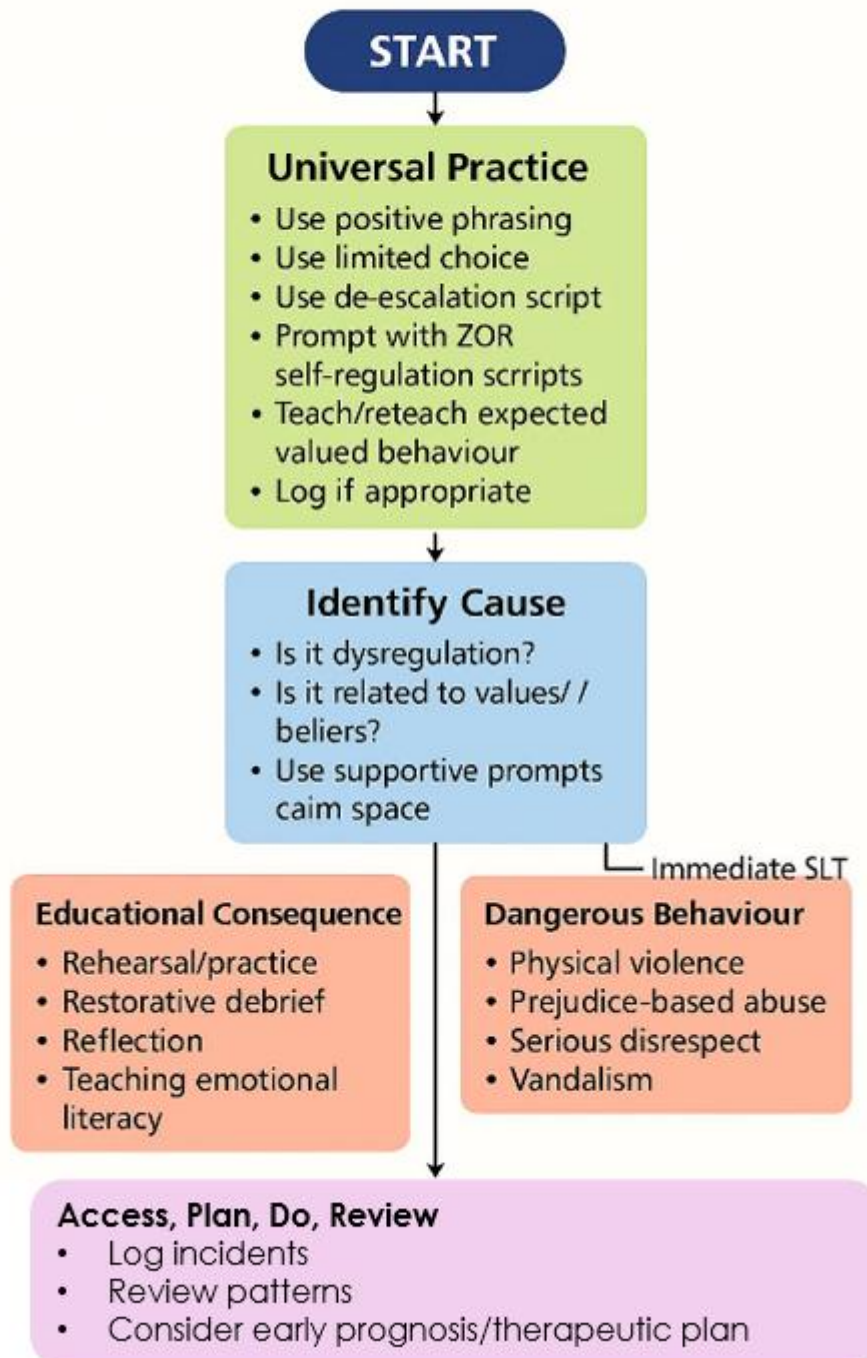 START
Universal Practice
• Use positive phrasing
• Use limited choice
• Use de-escalation script
• Prompt with ZOR
self-regulation scrripts
• Teach/reteach expected
valued behaviour
• Log if appropriate
Identify Cause
• Is it dysregulation?
• Is it related to values/ /
beliers?
• Use supportive prompts
caim space
Immediate SLT
Educational Consequence
• Rehearsal/practice
• Restorative debrief
• Reflection
• Teaching emotional
literacy
Dangerous Behaviour
• Physical violence
• Prejudice-based abuse
• Serious disrespect
• Vandalism
Access, Plan, Do, Review
• Log incidents
• Review patterns
• Consider early prognosis/therapeutic plan